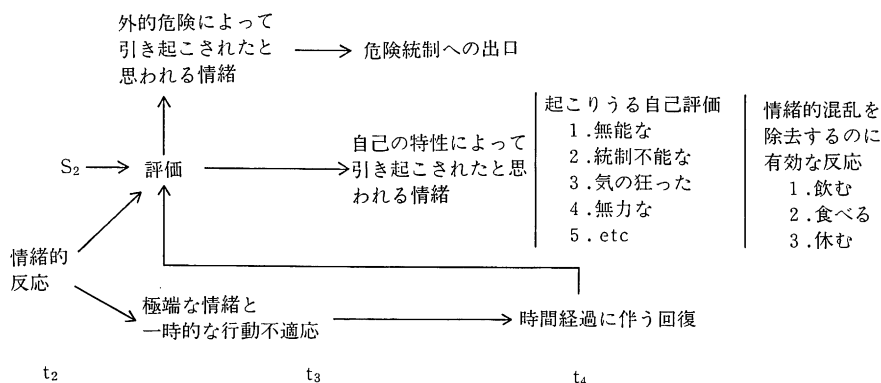 外的危険によって
引き起こされたと
思われる情緒
危険統制への出口
S₂
評価
自己の特性によって
引き起こされたと思
われる情緒
起こりうる自己評価
1.無能な
2.統制不能な
3.気の狂った
4.無力な
5.etc
情緒的混乱を
除去するのに
有効な反応
1.飲む
2.食べる
3.休む
情緒的
反応
極端な情緒と
一時的な行動不適応
時間経過に伴う回復
t₂
t₃
t₄